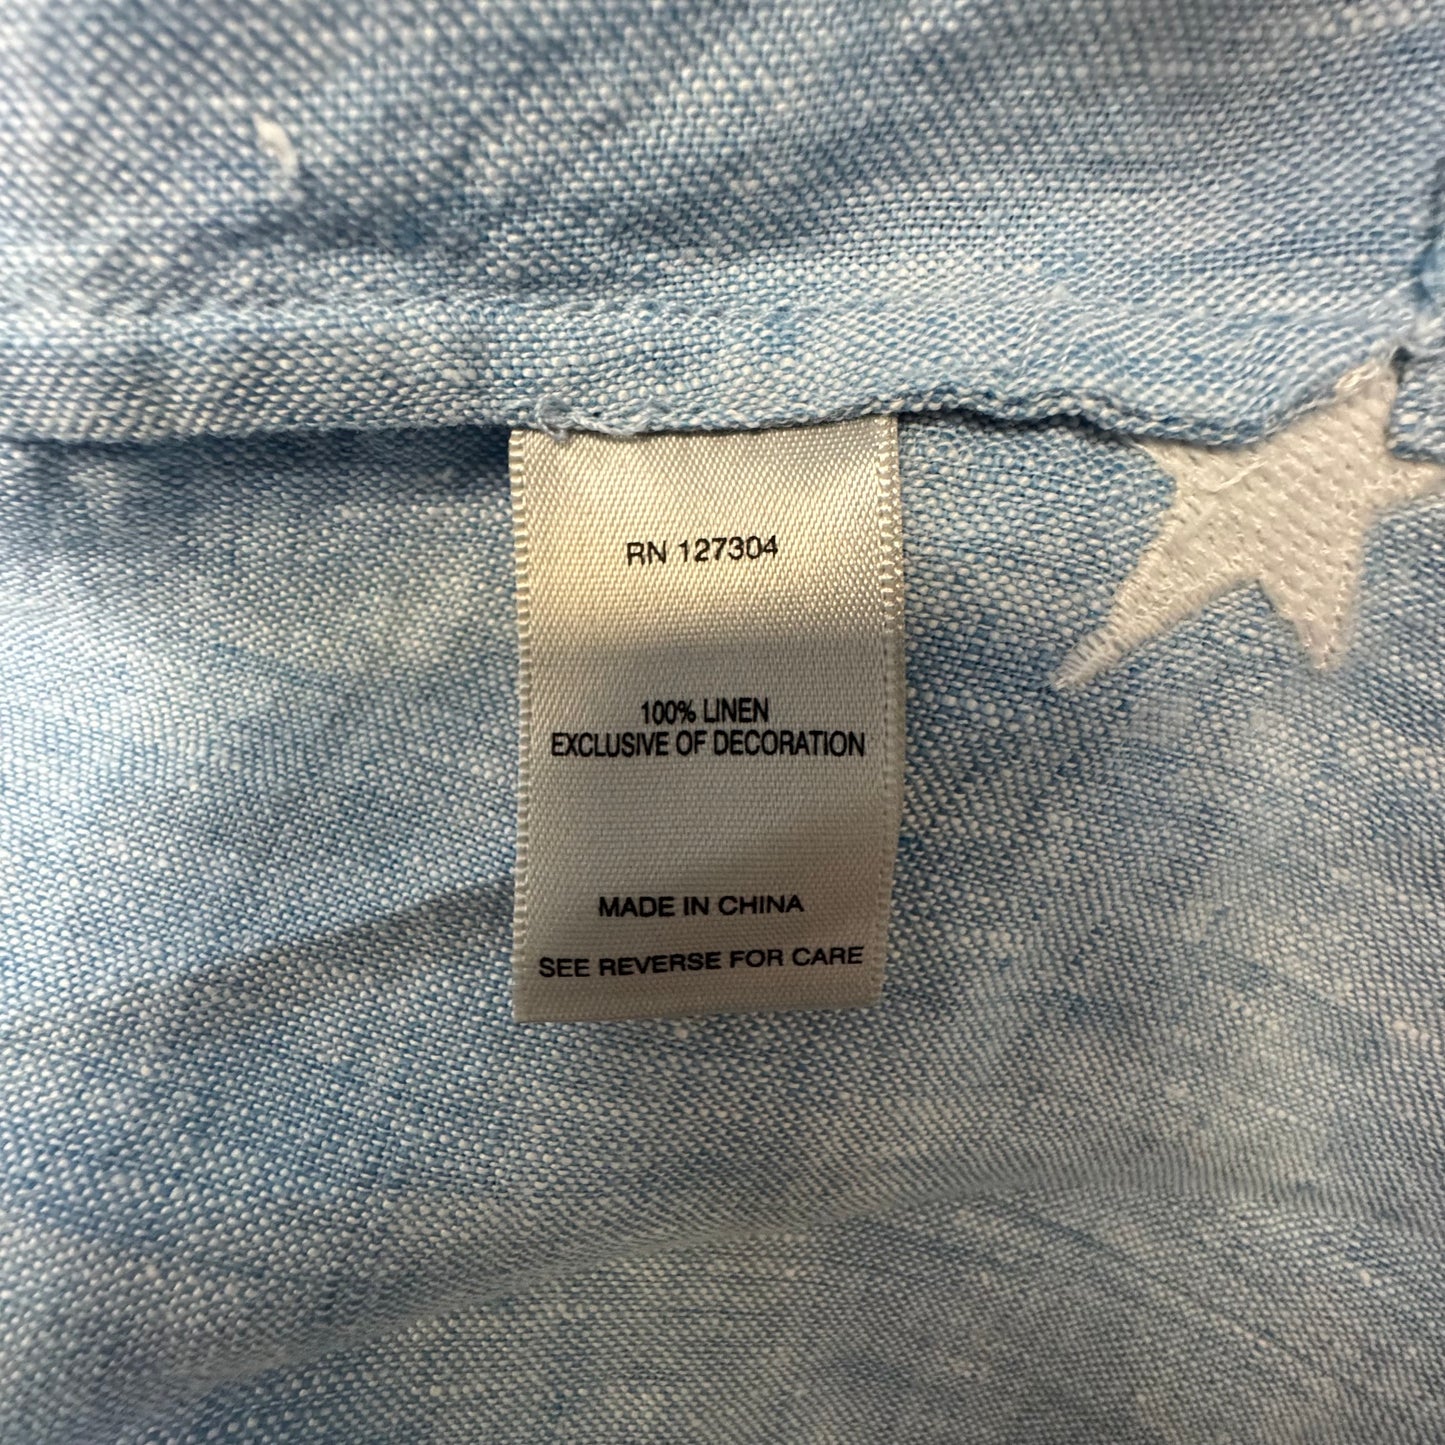 RN 127304
100% LINEN
EXCLUSIVE OF DECORATION
MADE IN CHINA
SEE REVERSE FOR CARE